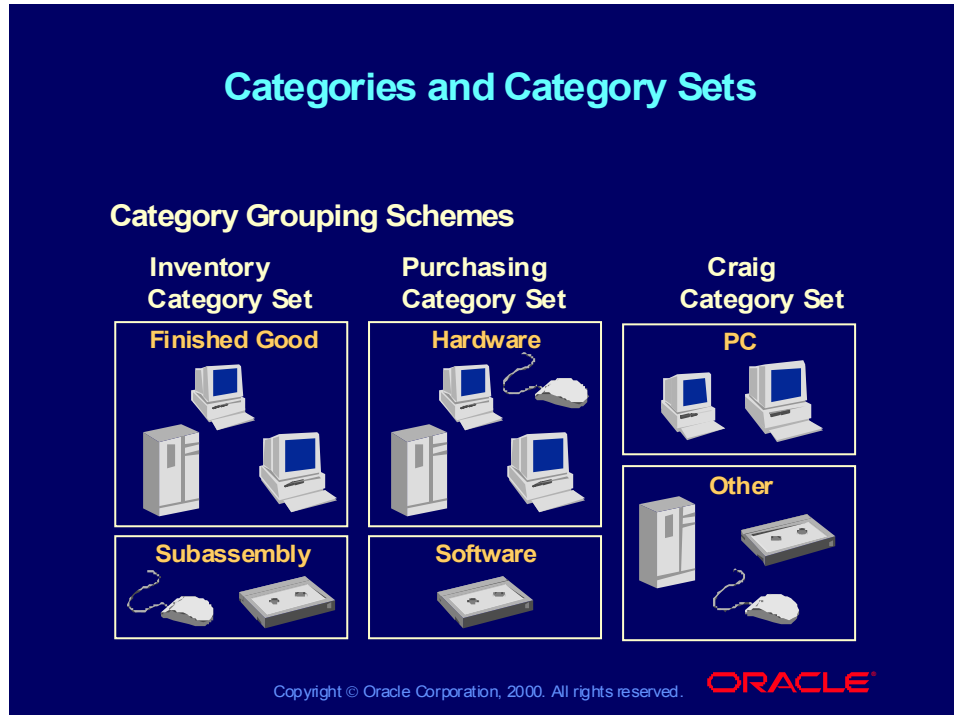 Categories and Category Sets
Category Grouping Schemes
Inventory
Category Set
Purchasing
Category Set
Craig
Category Set
Finished Good
Hardware
PC
Other
Subassembly
Software
Copyright © Oracle Corporation, 2000. All rights reserved.
ORACLE®